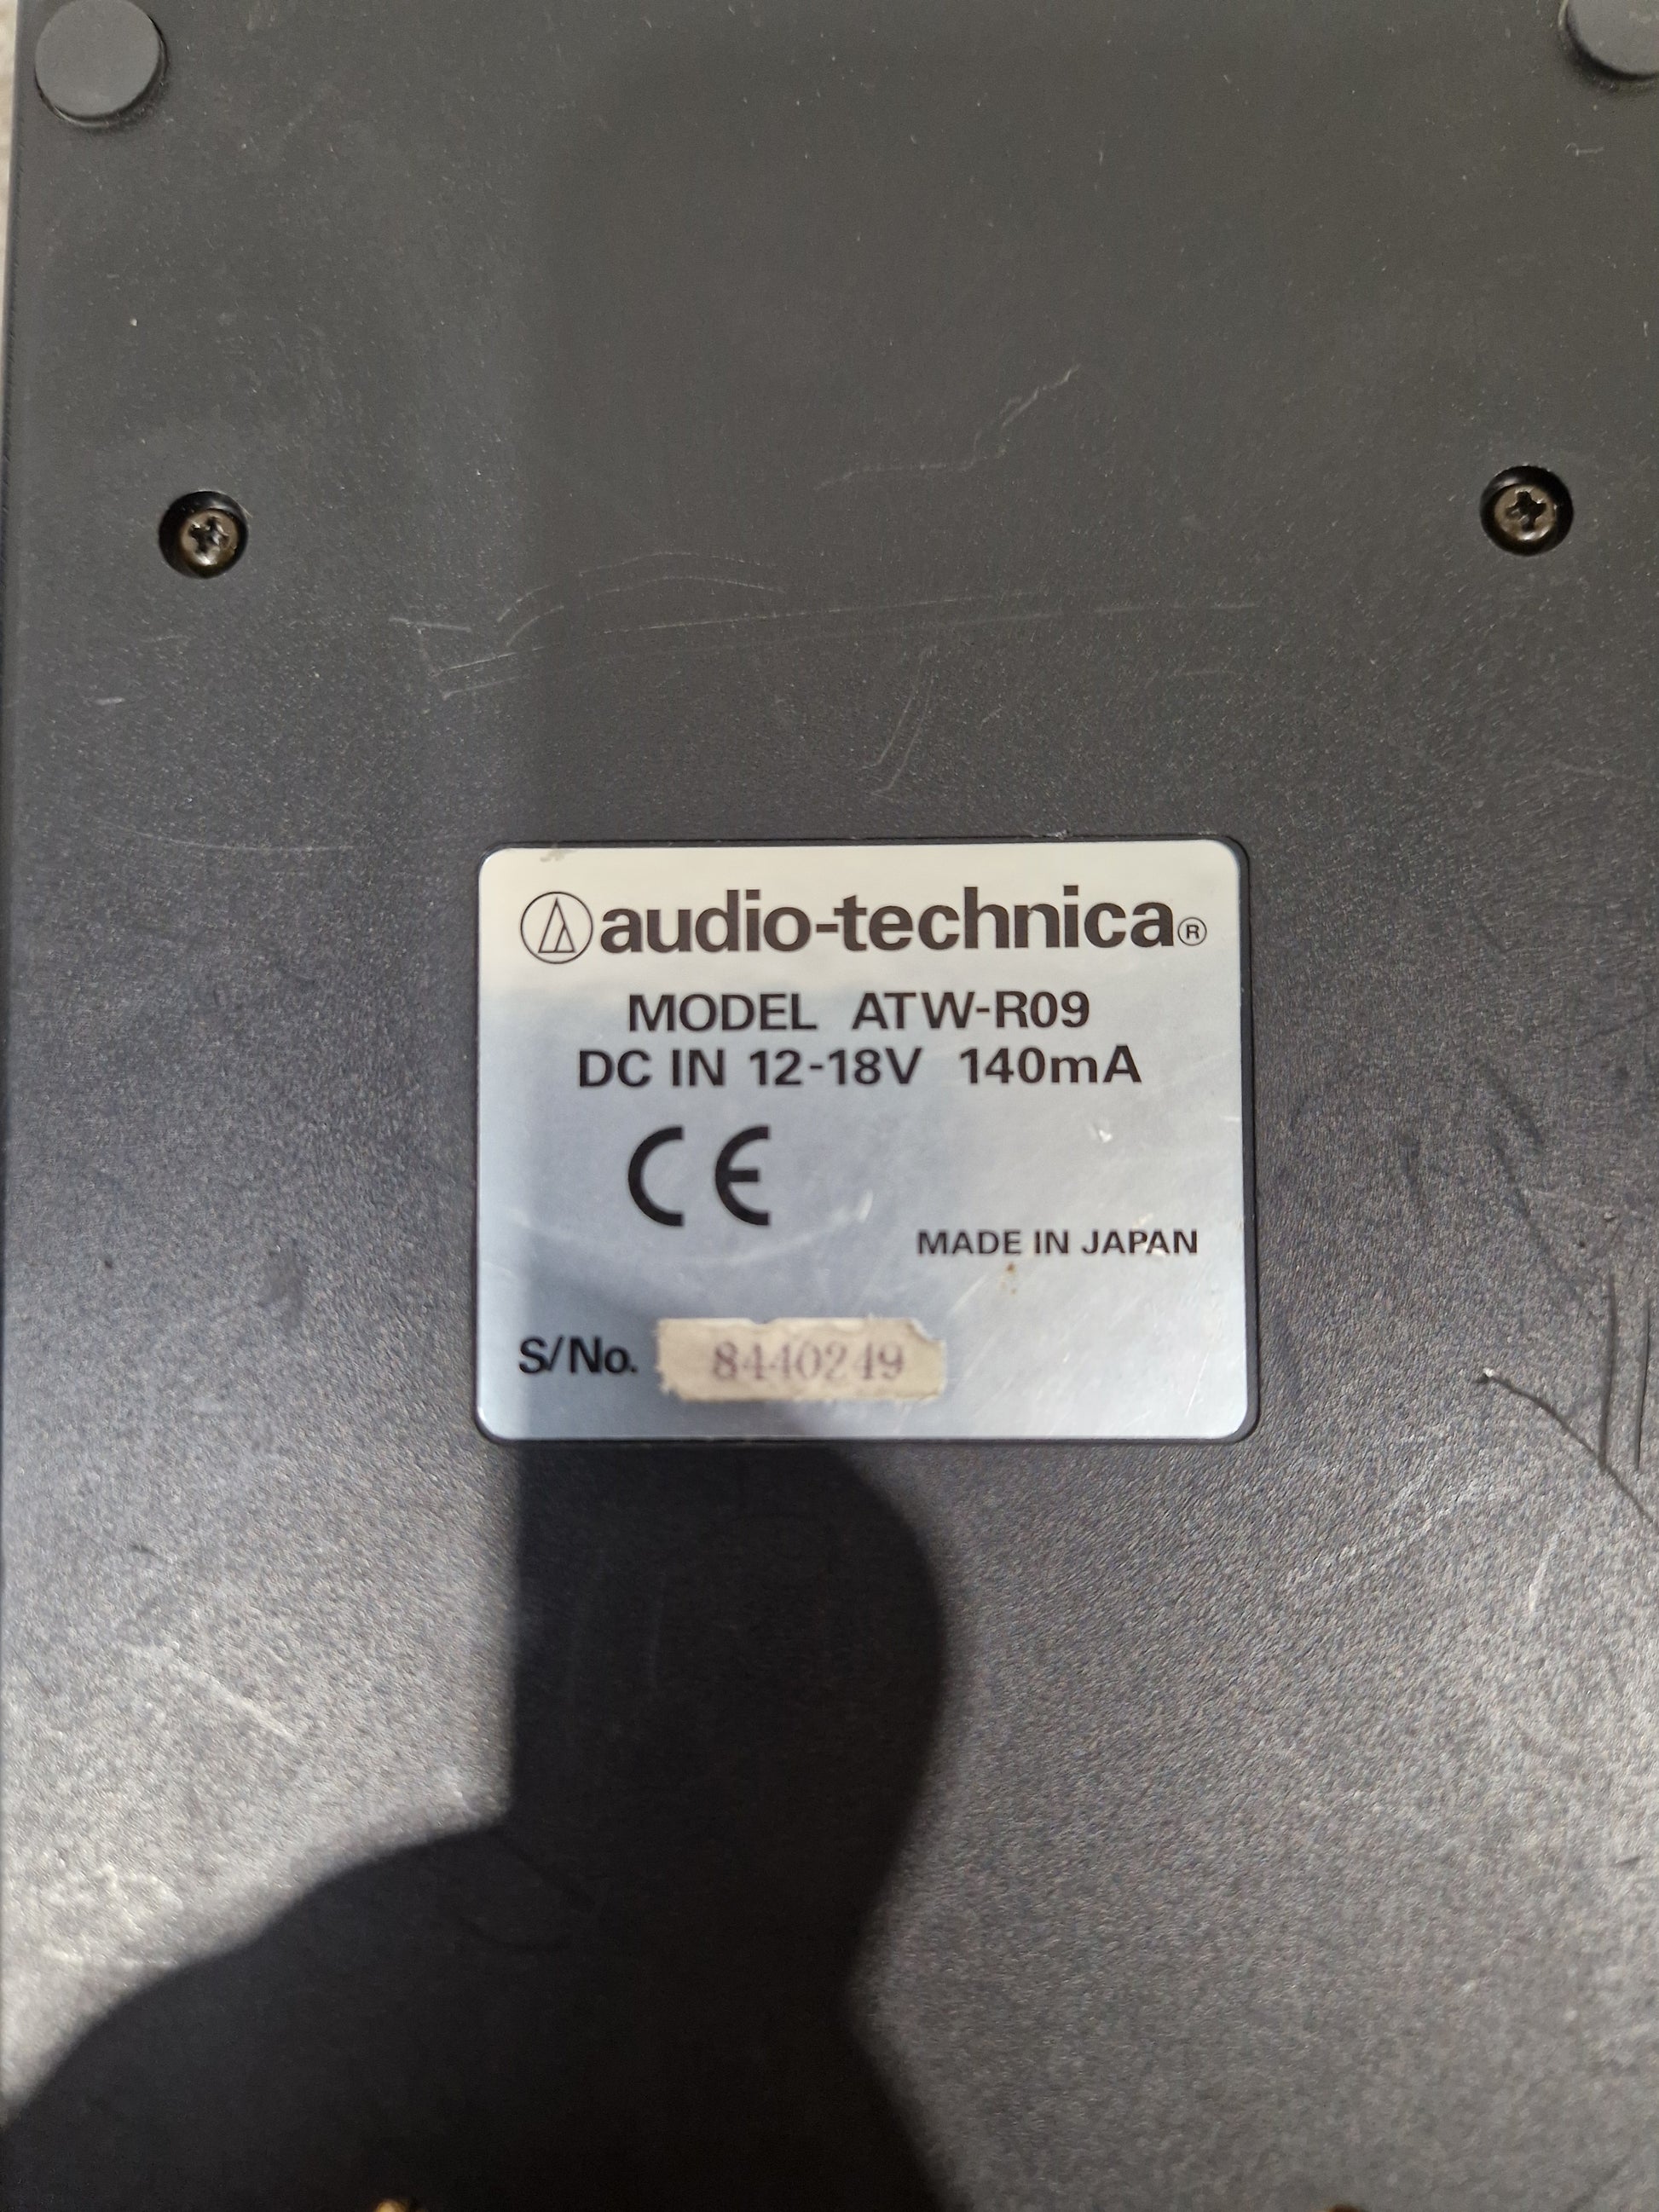 audio-technica®
MODEL ATW-R09
DC IN 12-18V 140mA
CE
MADE IN JAPAN
S/No. 8440249